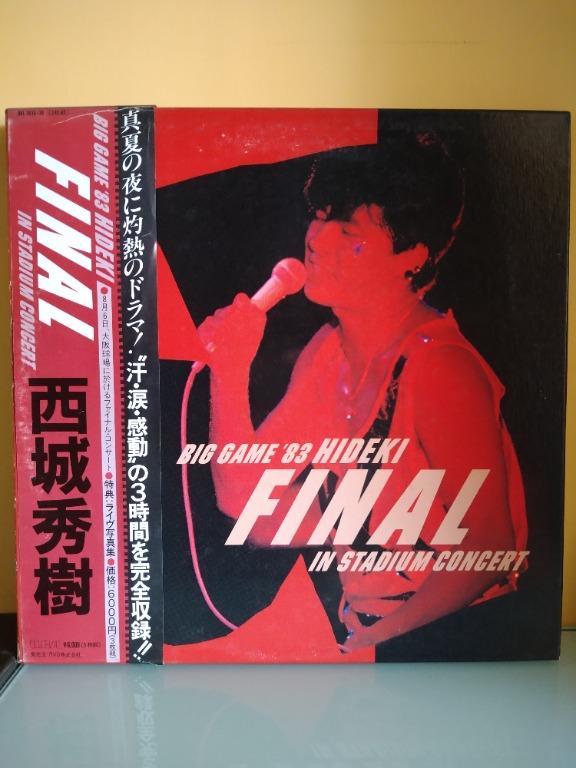 BIG GAME '83 HIDEKI
FINAL
IN STADIUM CONCERT
西城秀樹
●8月6日、大阪球場に於けるファイナル・コンサート●特典:ライヴ写真集●価格:6000円(3枚組)
真夏の夜に灼熱のドラマ!“汗・涙・感動”の3時間を完全収録!!
BIG GAME '83 HIDEKI
FINAL
IN STADIUM CONCERT